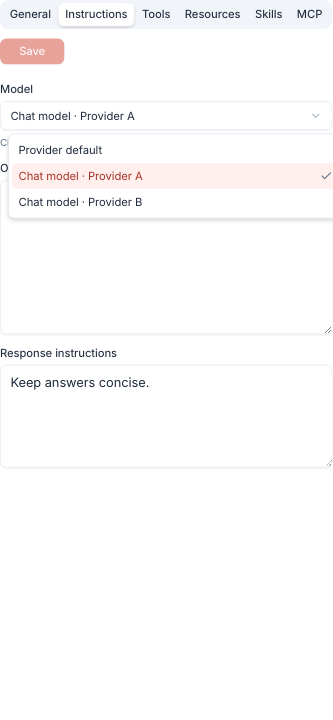 General Instructions Tools Resources Skills MCP
Save
Model
Chat model · Provider A
Provider default
Chat model · Provider A
Chat model · Provider B
Response instructions
Keep answers concise.